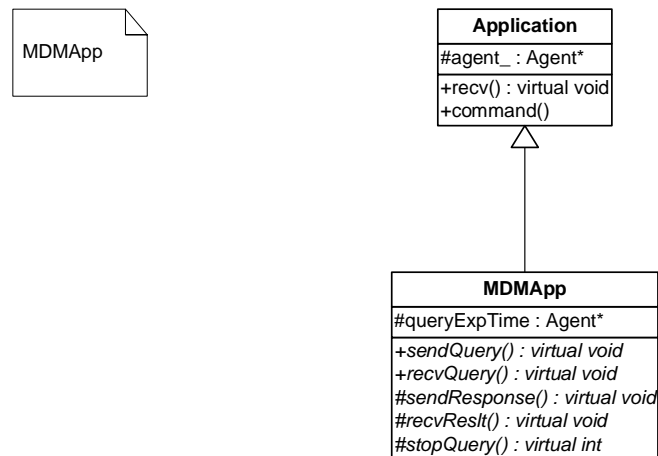 MDMApp
Application
#agent_ : Agent*
+recv() : virtual void
+command()
MDMApp
#queryExpTime : Agent*
+sendQuery() : virtual void
+recvQuery() : virtual void
#sendResponse() : virtual void
#recvReslt() : virtual void
#stopQuery() : virtual int